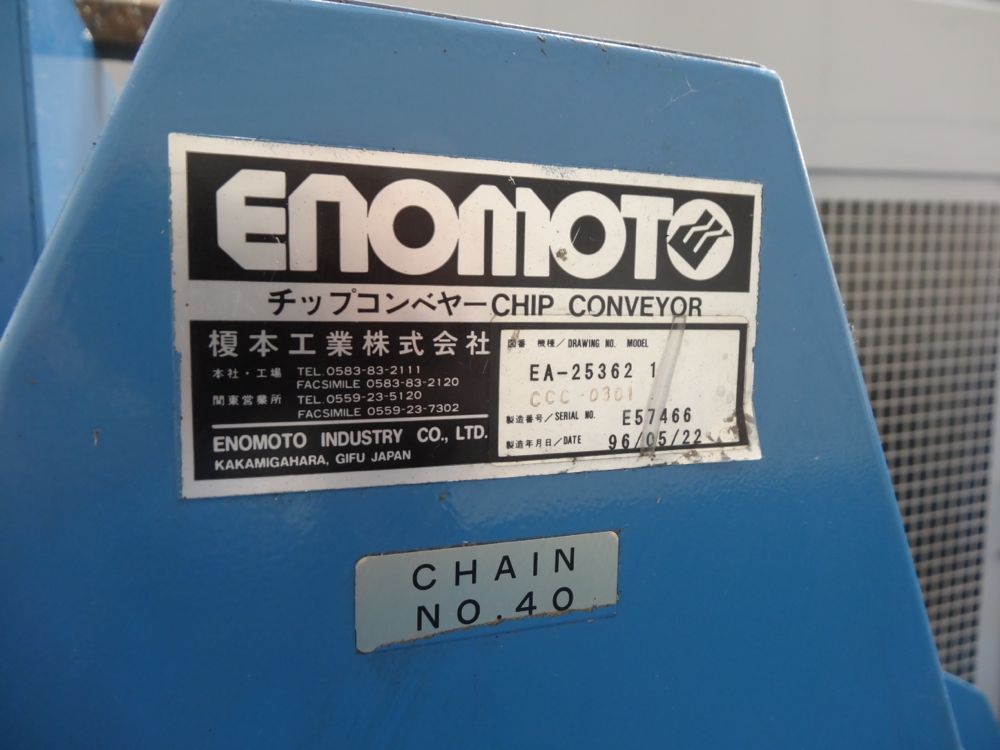 ENOMOTO
チップコンベヤー CHIP CONVEYOR
榎本工業株式会社
本社・工場 TEL.0583-83-2111
FACSIMILE 0583-83-2120
関東営業所 TEL.0559-23-5120
FACSIMILE 0559-23-7302
ENOMOTO INDUSTRY CO., LTD.
KAKAMIGAHARA, GIFU JAPAN
図番 機種/DRAWING NO. MODEL
EA-25362 1
CCC-0301
製造番号/SERIAL NO. E57466
製造年月日/DATE 96/05/22
CHAIN
NO.40